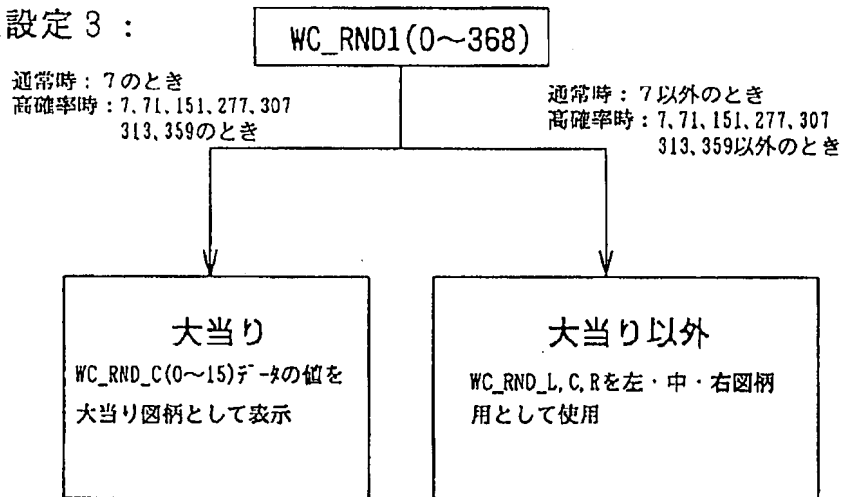 設定3：
WC_RND1(0〜368)
通常時：7のとき
高確率時：7,71,151,277,307
313,359のとき
通常時：7以外のとき
高確率時：7,71,151,277,307
313,359以外のとき
大当り
WC_RND_C(0〜15)ﾃﾞｰﾀの値を
大当り図柄として表示
大当り以外
WC_RND_L,C,Rを左・中・右図柄
用として使用